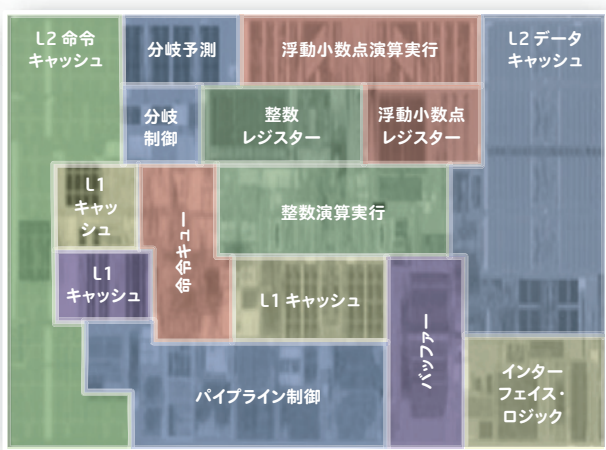 L2 命令
キャッシュ
分岐予測
浮動小数点演算実行
L2 データ
キャッシュ
分岐
制御
整数
レジスター
浮動小数点
レジスター
L1
キャッ
シュ
命令キュー
整数演算実行
L1
キャッシュ
L1 キャッシュ
バッファー
パイプライン制御
インター
フェイス・
ロジック